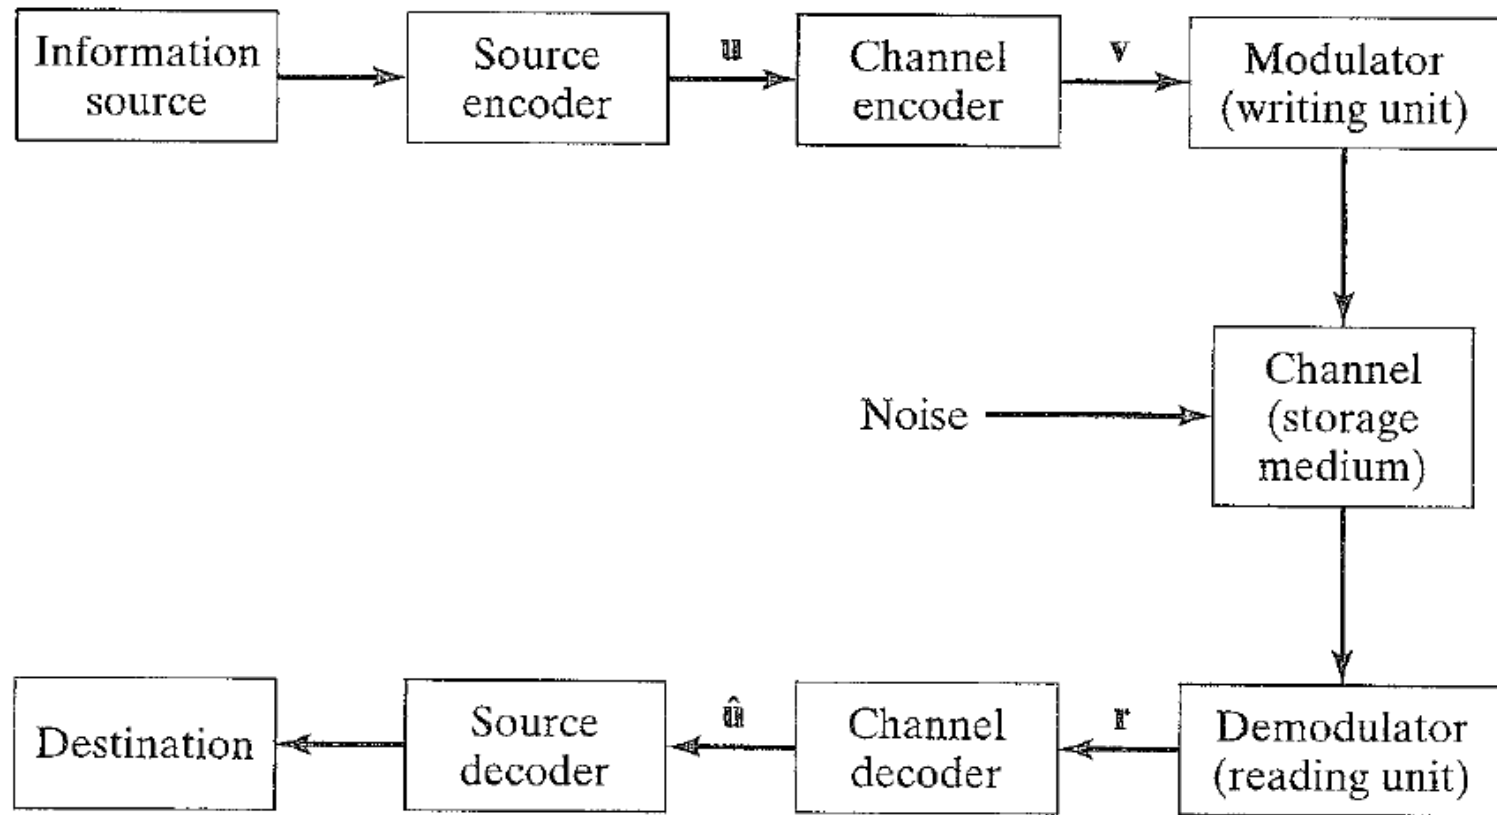 Information
source
Source
encoder
u
Channel
encoder
v
Modulator
(writing unit)
Noise
Channel
(storage
medium)
Destination
Source
decoder
û
Channel
decoder
r
Demodulator
(reading unit)